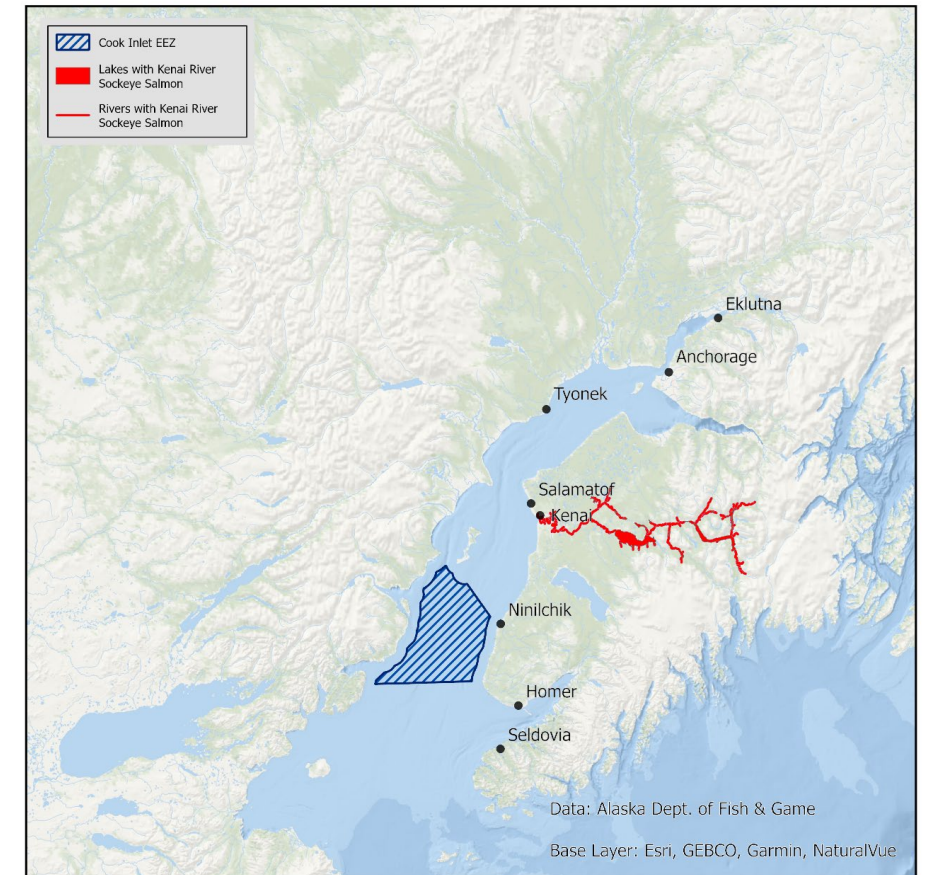 Cook Inlet EEZ
Lakes with Kenai River
Sockeye Salmon
Rivers with Kenai River
Sockeye Salmon
Eklutna
Anchorage
Tyonek
Salamatof
Kenai
Ninilchik
Homer
Seldovia
Data: Alaska Dept. of Fish & Game
Base Layer: Esri, GEBCO, Garmin, NaturalVue